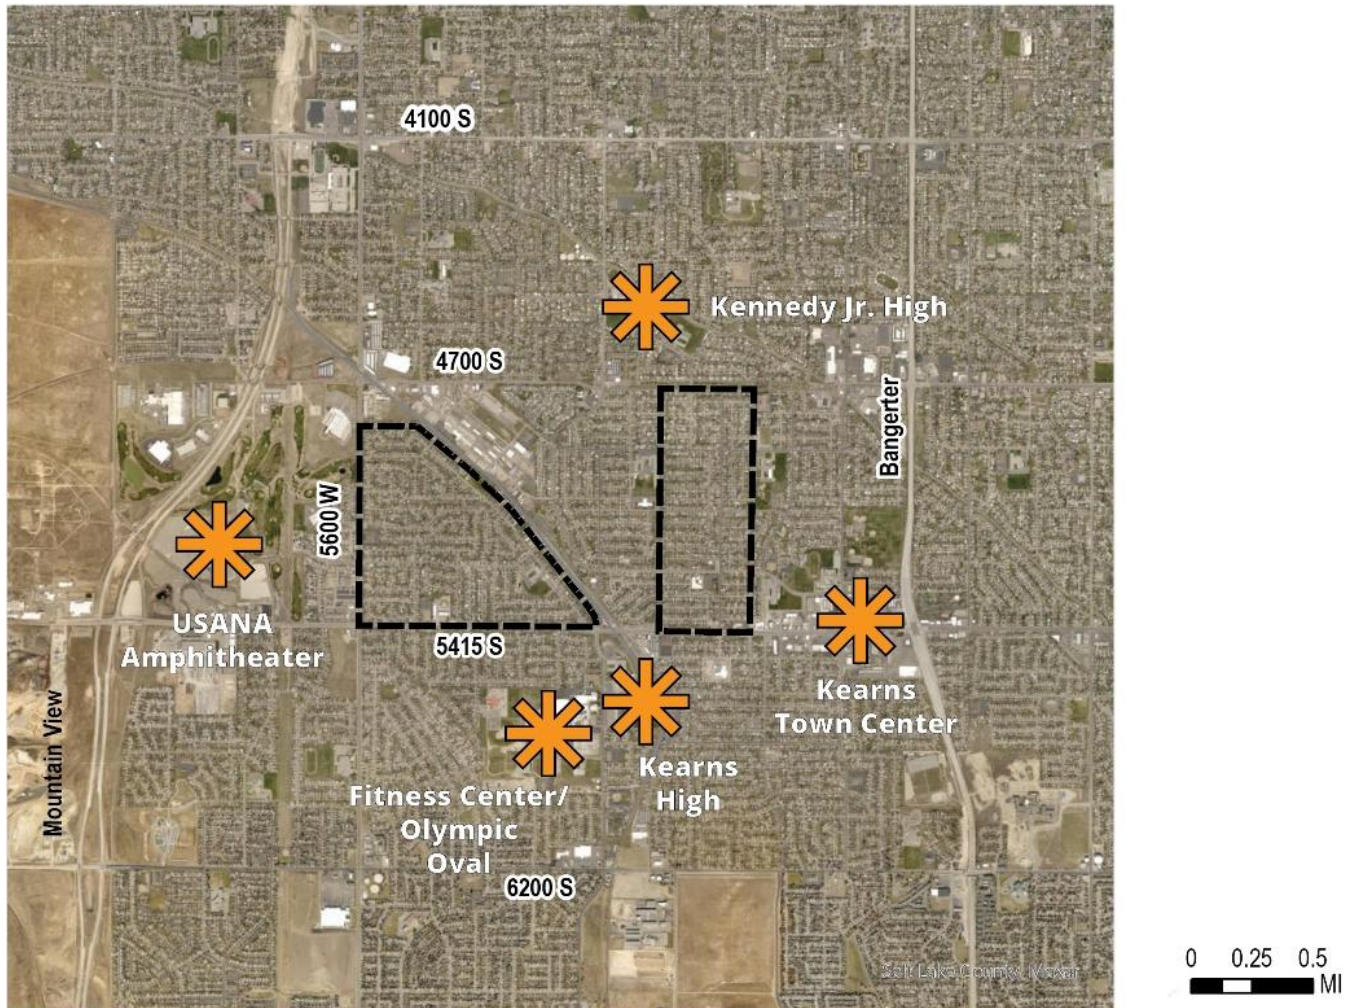 4100 S
Kennedy Jr. High
4700 S
Bangerter
5600 W
USANA
Amphitheater
5415 S
Kearns
Town Center
Mountain View
Kearns
High
Fitness Center/
Olympic
Oval
6200 S
Salt Lake County, Maxar
0 0.25 0.5
MI